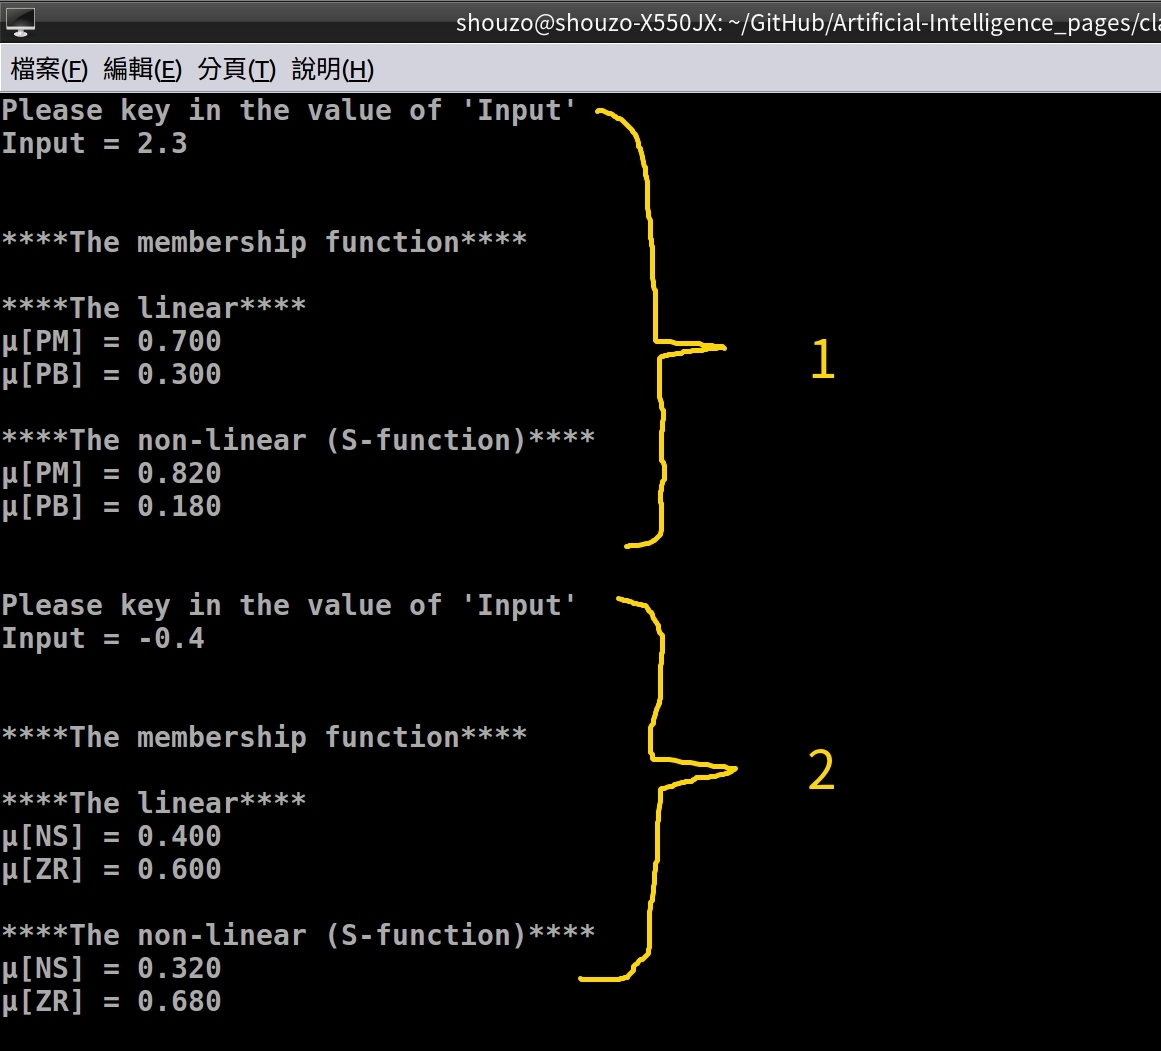 shouzo@shouzo-X550JX: ~/GitHub/Artificial-Intelligence_pages/cla
檔案(F) 編輯(E) 分頁(T) 說明(H)
Please key in the value of 'Input'
Input = 2.3
****The membership function****
****The linear****
μ[PM] = 0.700
μ[PB] = 0.300
1
****The non-linear (S-function)****
μ[PM] = 0.820
μ[PB] = 0.180
Please key in the value of 'Input'
Input = -0.4
****The membership function****
2
****The linear****
μ[NS] = 0.400
μ[ZR] = 0.600
****The non-linear (S-function)****
μ[NS] = 0.320
μ[ZR] = 0.680